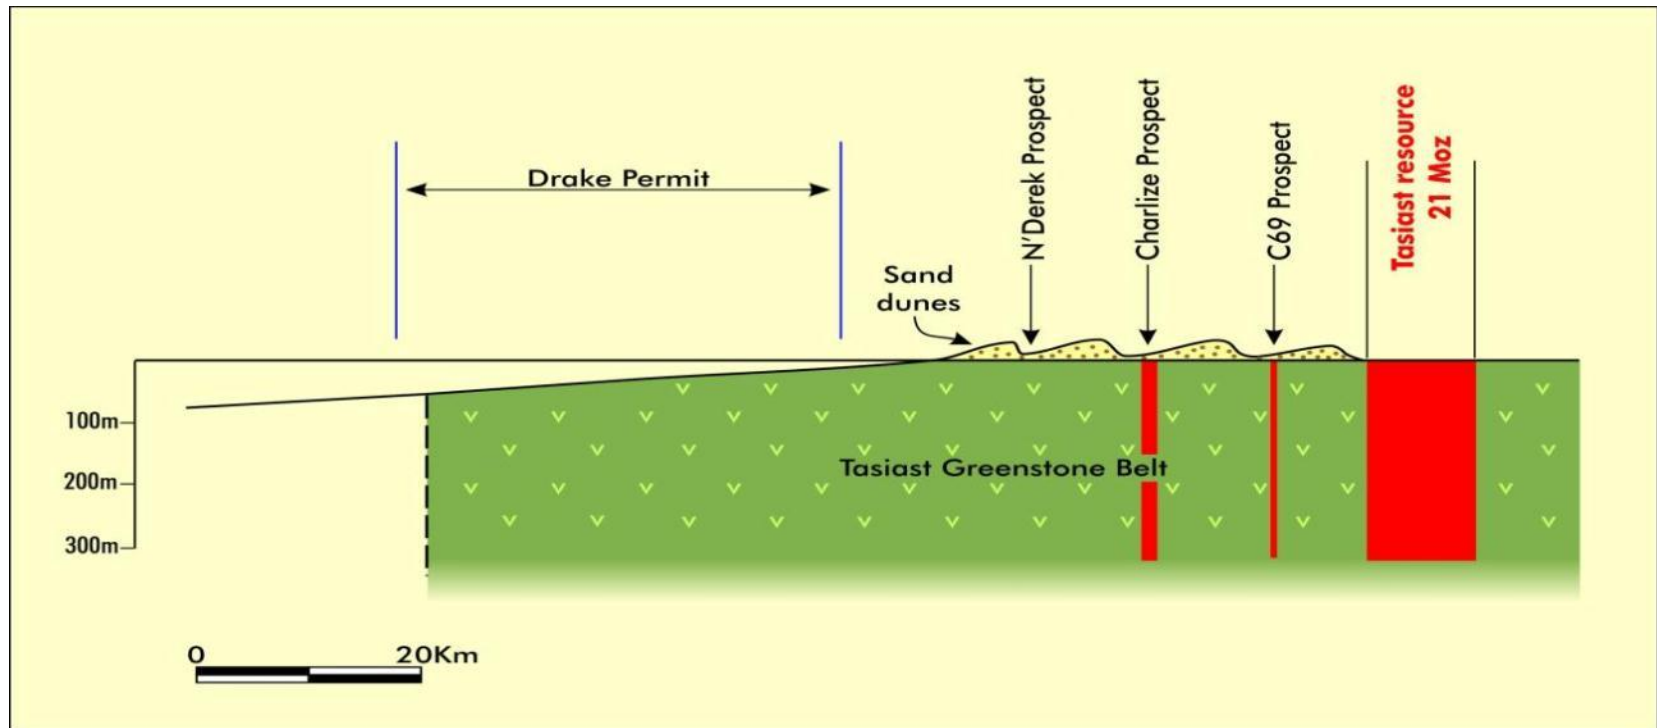 N'Derek Prospect
Charlize Prospect
C69 Prospect
Tasiast resource
21 Moz
Drake Permit
Sand
dunes
100m
200m
300m
Tasiast Greenstone Belt
0 20Km